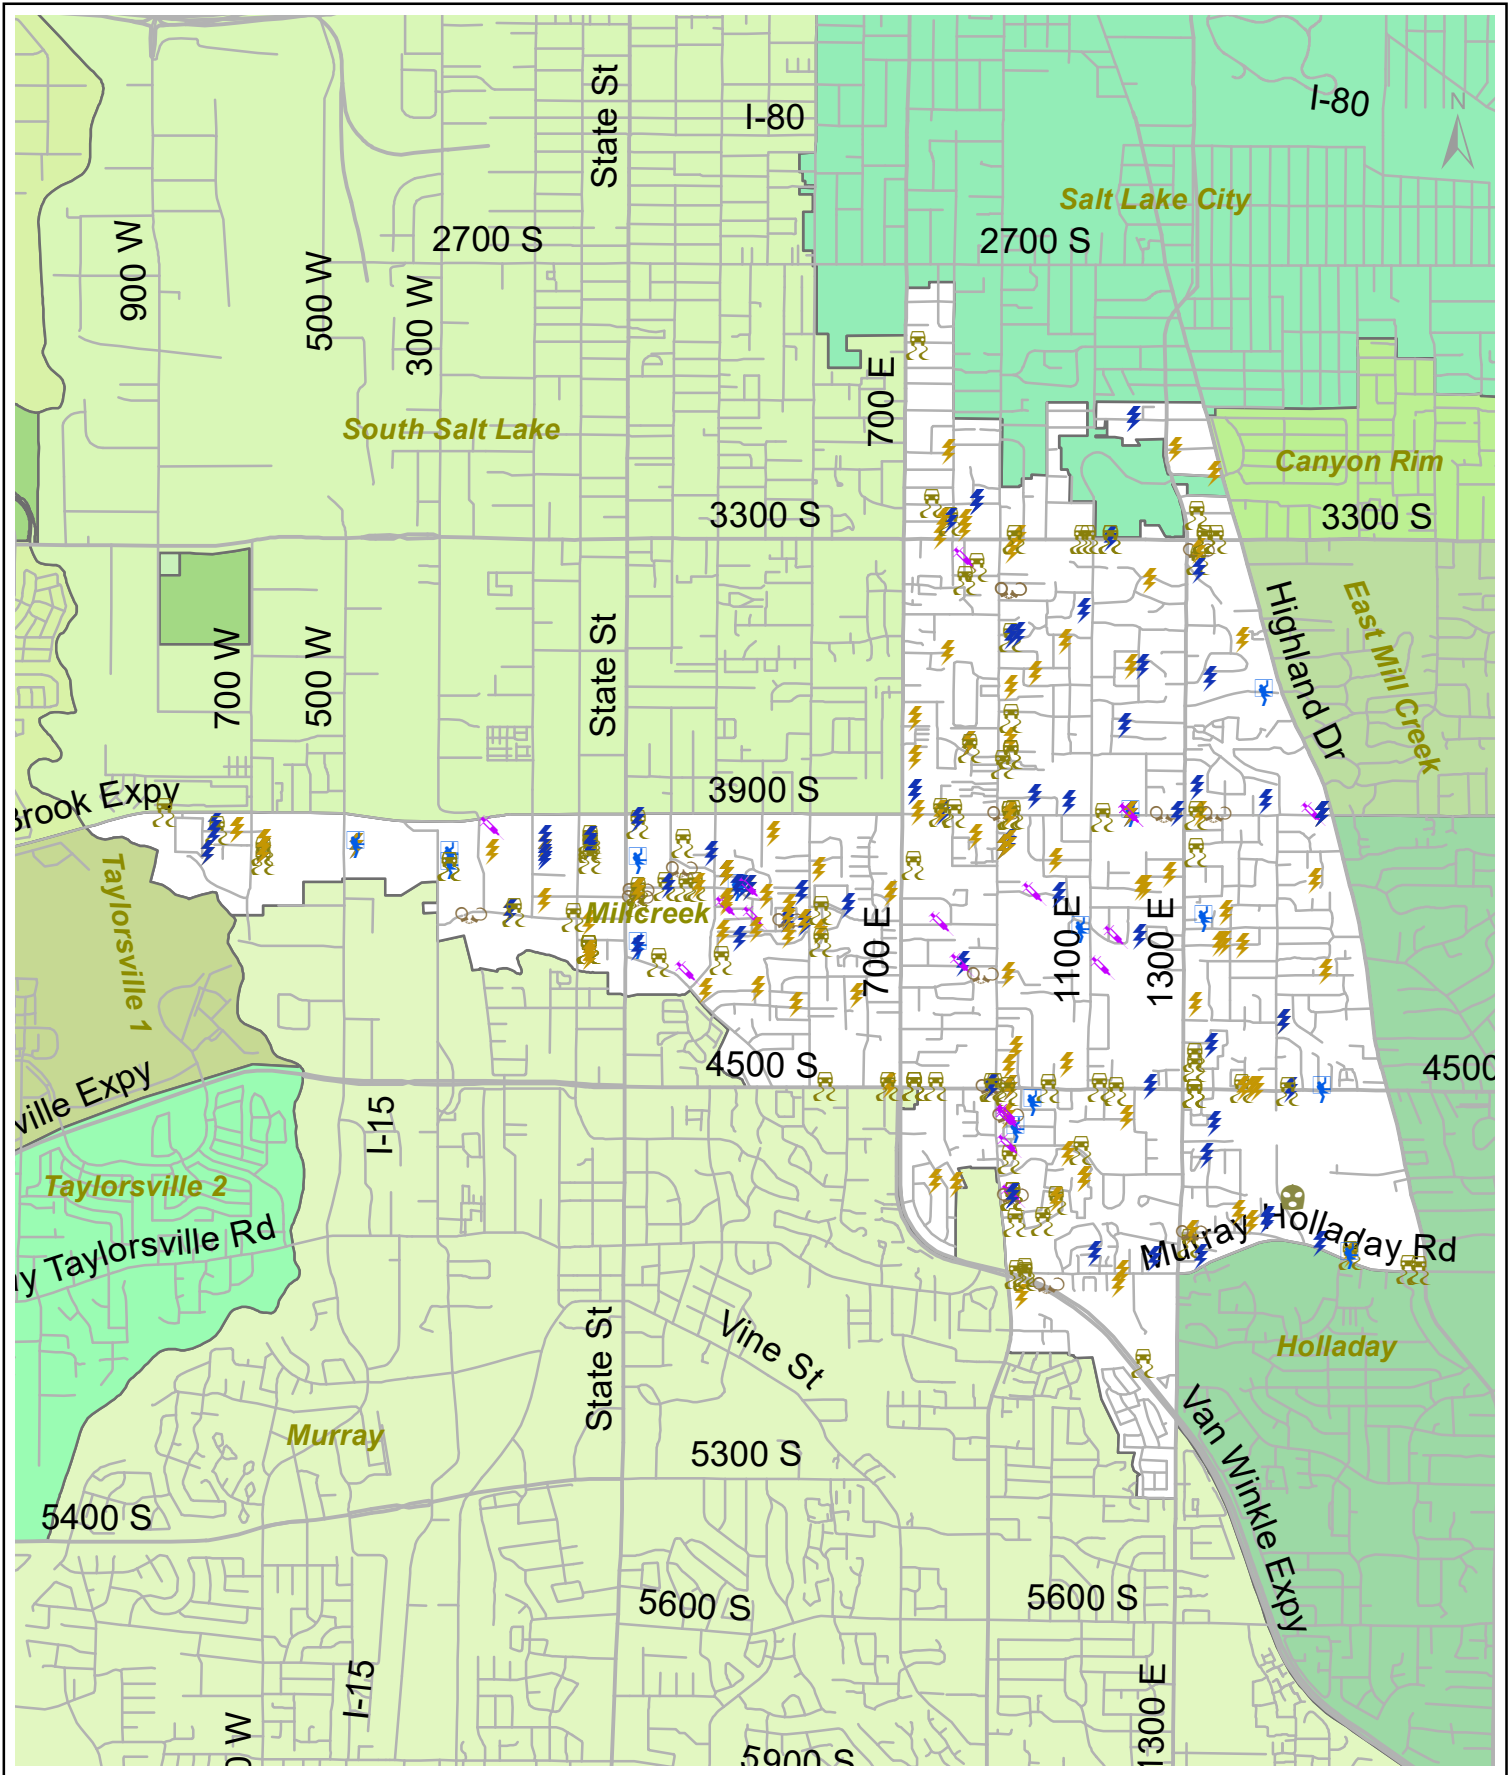 State St
I-80
I-80
N
Salt Lake City
900 W
2700 S
2700 S
500 W
300 W
700 E
South Salt Lake
Canyon Rim
3300 S
3300 S
Highland Dr
East Mill Creek
700 W
500 W
State St
3900 S
Brook Expy
Taylorsville 1
Millcreek
700 E
1100 E
1300 E
4500 S
4500
ville Expy
I-15
Taylorsville 2
y Taylorsville Rd
Murray Holladay Rd
State St
Vine St
Holladay
Murray
Van Winkle Expy
5300 S
5400 S
5600 S
5600 S
I-15
1300 E
0 W
5900 S